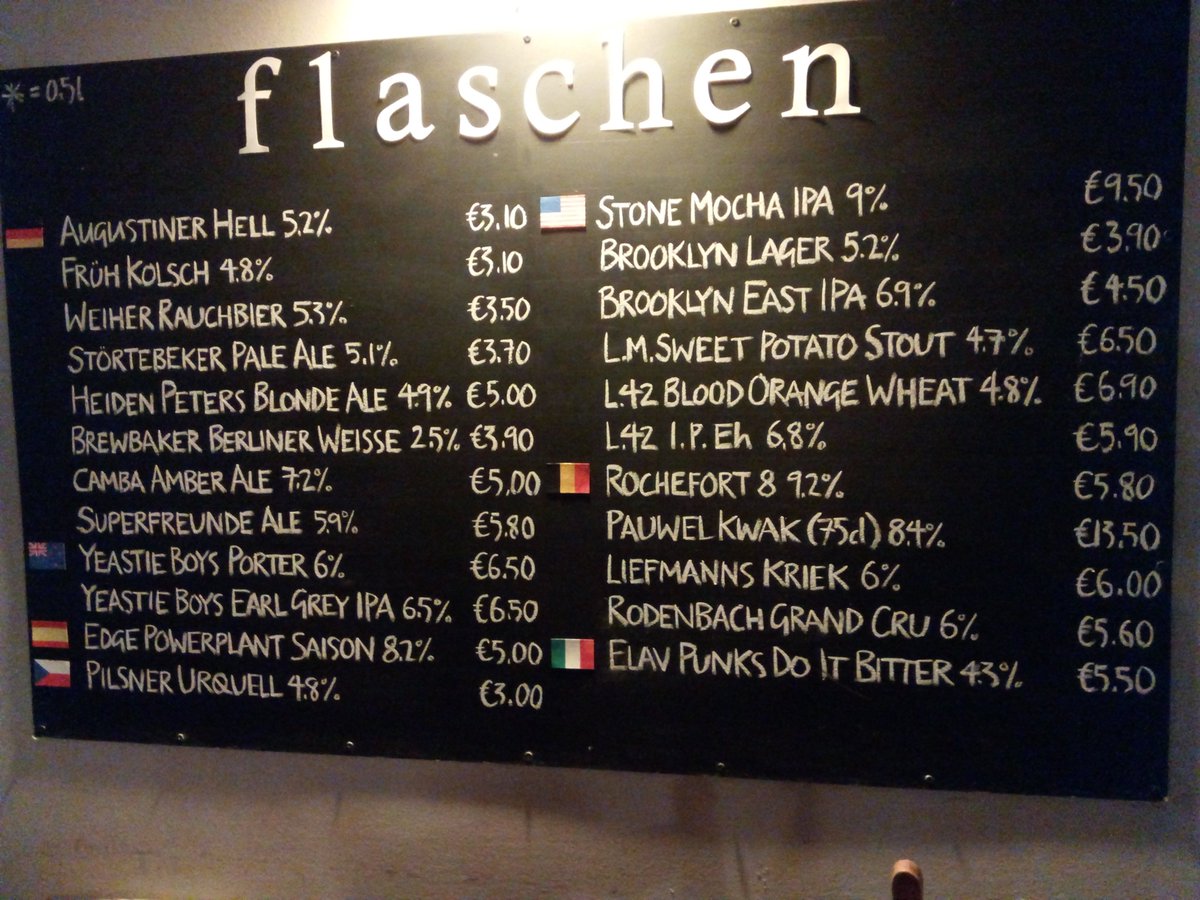 flaschen
* = 0.5l
AUGUSTINER HELL 5.2% €3.10
FRÜH KOLSCH 4.8% €3.10
WEIHER RAUCHBIER 5.3% €3.50
STÖRTEBEKER PALE ALE 5.1% €3.70
HEIDEN PETERS BLONDE ALE 4.9% €5.00
BREWBAKER BERLINER WEISSE 2.5% €3.90
CAMBA AMBER ALE 7.2% €5.00
SUPERFREUNDE ALE 5.9% €5.80
YEASTIE BOYS PORTER 6% €6.50
YEASTIE BOYS EARL GREY IPA 6.5% €6.50
EDGE POWERPLANT SAISON 8.2% €5.00
PILSNER URQUELL 4.8% €3.00
STONE MOCHA IPA 9% €9.50
BROOKLYN LAGER 5.2% €3.90
BROOKLYN EAST IPA 6.9% €4.50
L.M.SWEET POTATO STOUT 4.7% €6.50
L.42 BLOOD ORANGE WHEAT 4.8% €6.90
L.42 I.P.Eh 6,8% €5.90
ROCHEFORT 8 9.2% €5.80
PAUWEL KWAK (75cl) 8.4% €13.50
LIEFMANNS KRIEK 6% €6.00
RODENBACH GRAND CRU 6% €5.60
ELAV PUNKS DO IT BITTER 4.3% €5.50